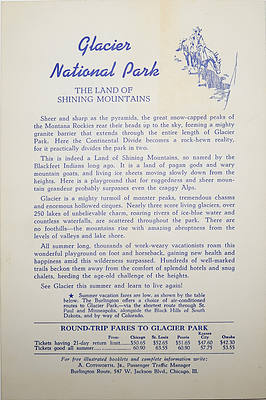 Glacier
National Park
THE LAND OF
SHINING MOUNTAINS
Sheer and sharp as the pyramids, the great snow-capped peaks of
the Montana Rockies rear their heads up to the sky, forming a mighty
granite barrier that extends through the entire length of Glacier
Park. Here the Continental Divide becomes a rock-hewn reality,
for it practically divides the park in two.
This is indeed a Land of Shining Mountains, so named by the
Blackfeet Indians long ago. It is a land of pagan gods and wary
mountain goats, and living ice sheets moving slowly down from the
heights. Here is a playground that for ruggedness and sheer moun-
tain grandeur probably surpasses even the craggy Alps.
Glacier is a mighty turmoil of monster peaks, tremendous chasms
and enormous hollowed cirques. Nearly three score living glaciers, over
250 lakes of unbelievable charm, roaring rivers of ice-blue water and
countless waterfalls, are scattered throughout the park. There are
no foothills—the mountains rise with amazing abruptness from the
levels of valleys and lake shore.
All summer long, thousands of work-weary vacationists roam this
wonderful playground on foot and horseback, gaining new health and
happiness amid this wilderness surpassed. Hundreds of well-marked
trails beckon them away from the comfort of splendid hotels and snug
chalets, heeding the age-old challenge of the heights.
See Glacier this summer and learn to live again!
★ Summer vacation fares are low, as shown by the table
below. The Burlington offers a choice of air-conditioned
routes to Glacier Park—via the shortest route through St.
Paul and Minneapolis, alongside the Black Hills of South
Dakota, and by way of Colorado.
ROUND-TRIP FARES TO GLACIER PARK
From— Chicago St. Louis Peoria Kansas City Omaha
Tickets having 21-day return limit $50.65 $52.65 $51.65 $47.60 $42.30
Tickets good all summer 60.90 63.55 60.90 57.75 53.55
For free illustrated booklets and complete information write:
A. Cotsworth, Jr., Passenger Traffic Manager
Burlington Route, 547 W. Jackson Blvd., Chicago, Ill.